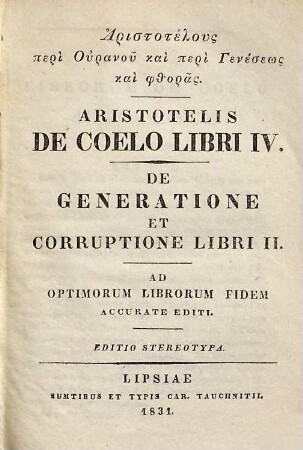 Ἀριστοτέλους
περὶ Οὐρανοῦ καὶ περὶ Γενέσεως
καὶ φθορᾶς.
ARISTOTELIS
DE COELO LIBRI IV.
DE
GENERATIONE
ET
CORRUPTIONE LIBRI II.
AD
OPTIMORUM LIBRORUM FIDEM
ACCURATE EDITI.
EDITIO STEREOTYPA.
LIPSIAE
SUMTIBUS ET TYPIS CAR. TAUCHNITII.
1831.